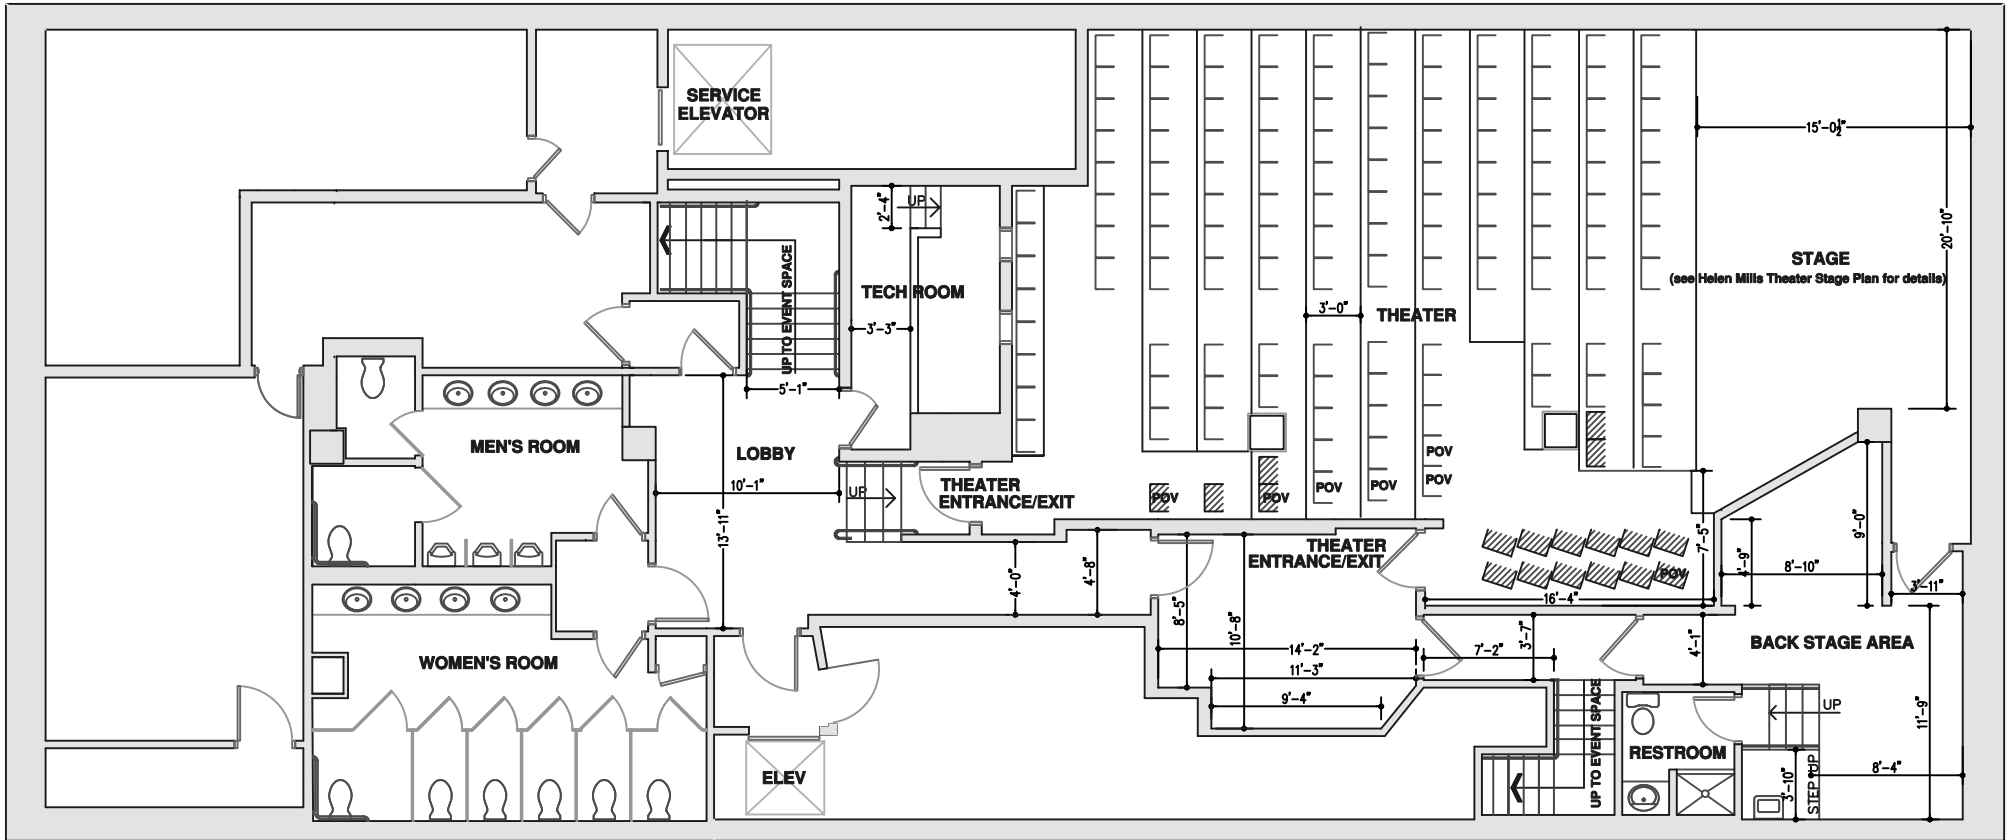 SERVICE
ELEVATOR
15'-0½"
2'-4"
UP
20'-10"
UP TO EVENT SPACE
TECH ROOM
STAGE
(see Helen Mills Theater Stage Plan for details)
3'-0"
THEATER
3'-3"
5'-1"
MEN'S ROOM
LOBBY
10'-1"
UP
THEATER
ENTRANCE/EXIT
POV
POV
POV
POV
POV
POV
13'-11"
4'-0"
4'-8"
THEATER
ENTRANCE/EXIT
7'-5"
POV
16'-4"
4'-9"
8'-10"
9'-0"
3'-11"
8'-5"
10'-8"
14'-2"
11'-3"
9'-4"
7'-2"
3'-7"
4'-1"
BACK STAGE AREA
WOMEN'S ROOM
ELEV
UP TO EVENT SPACE
RESTROOM
UP
11'-9"
8'-4"
3'-10"
STEP UP